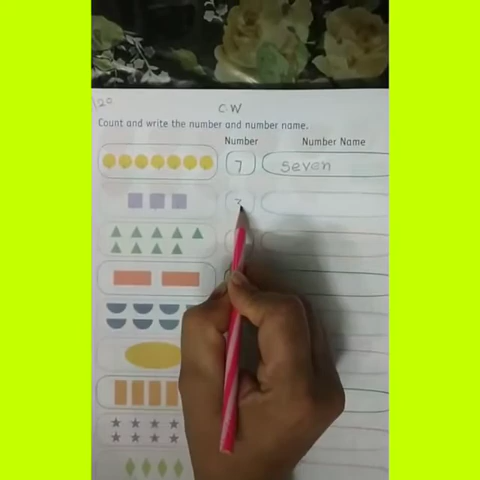 120
C.W
Count and write the number and number name.
Number Number Name
7 seven
3